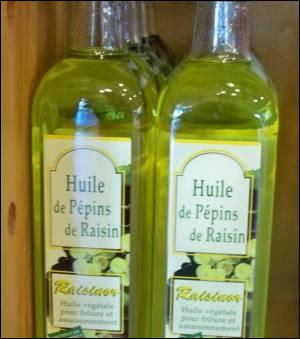 Huile
de Pépins
de Raisin
Raisinor
Huile végétale
pour friture et
assaisonnement
Huile
de Pépins
de Raisin
Raisinor
Huile végétale
pour friture et
assaisonnement